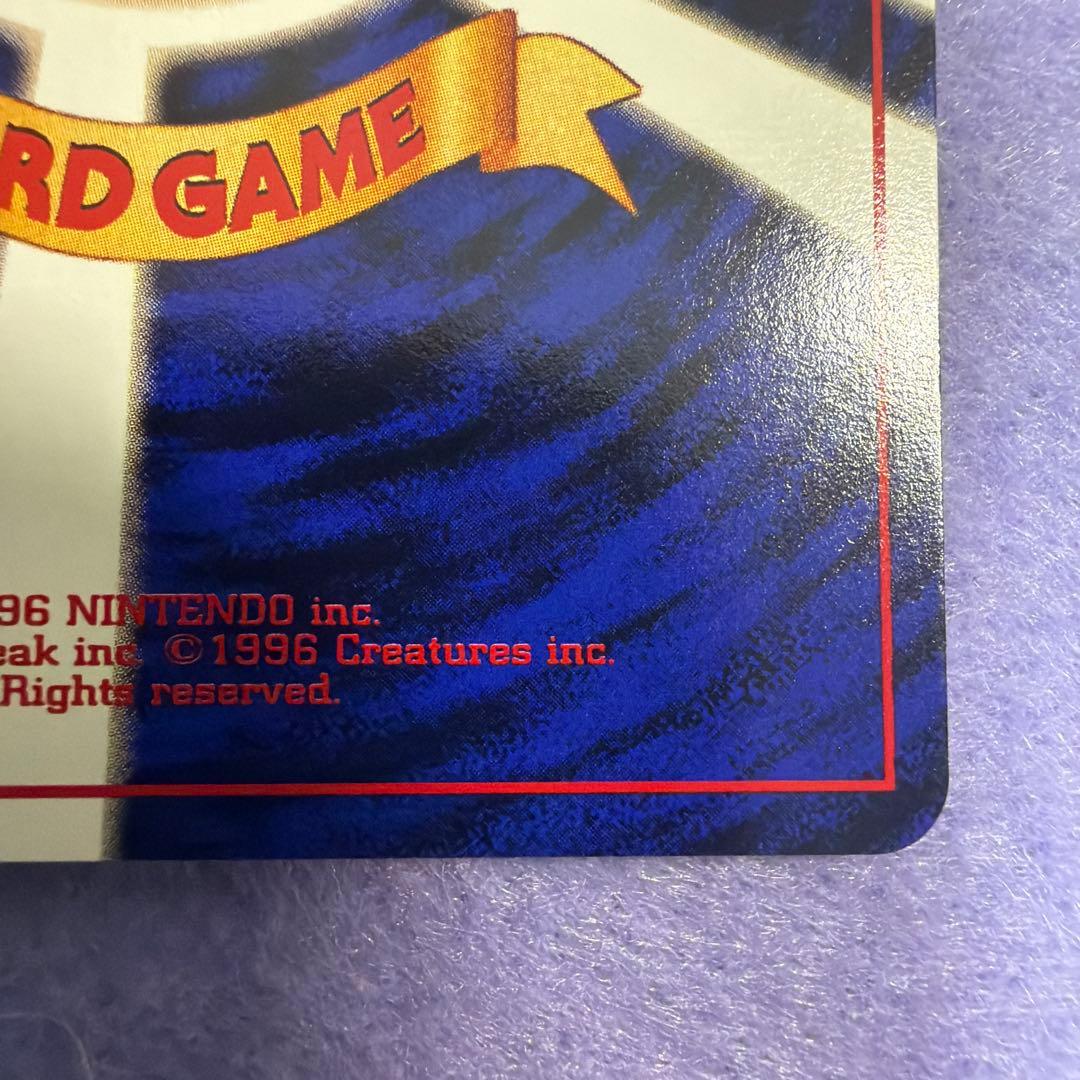 RD GAME
96 NINTENDO inc.
eak inc. ©1996 Creatures inc.
Rights reserved.